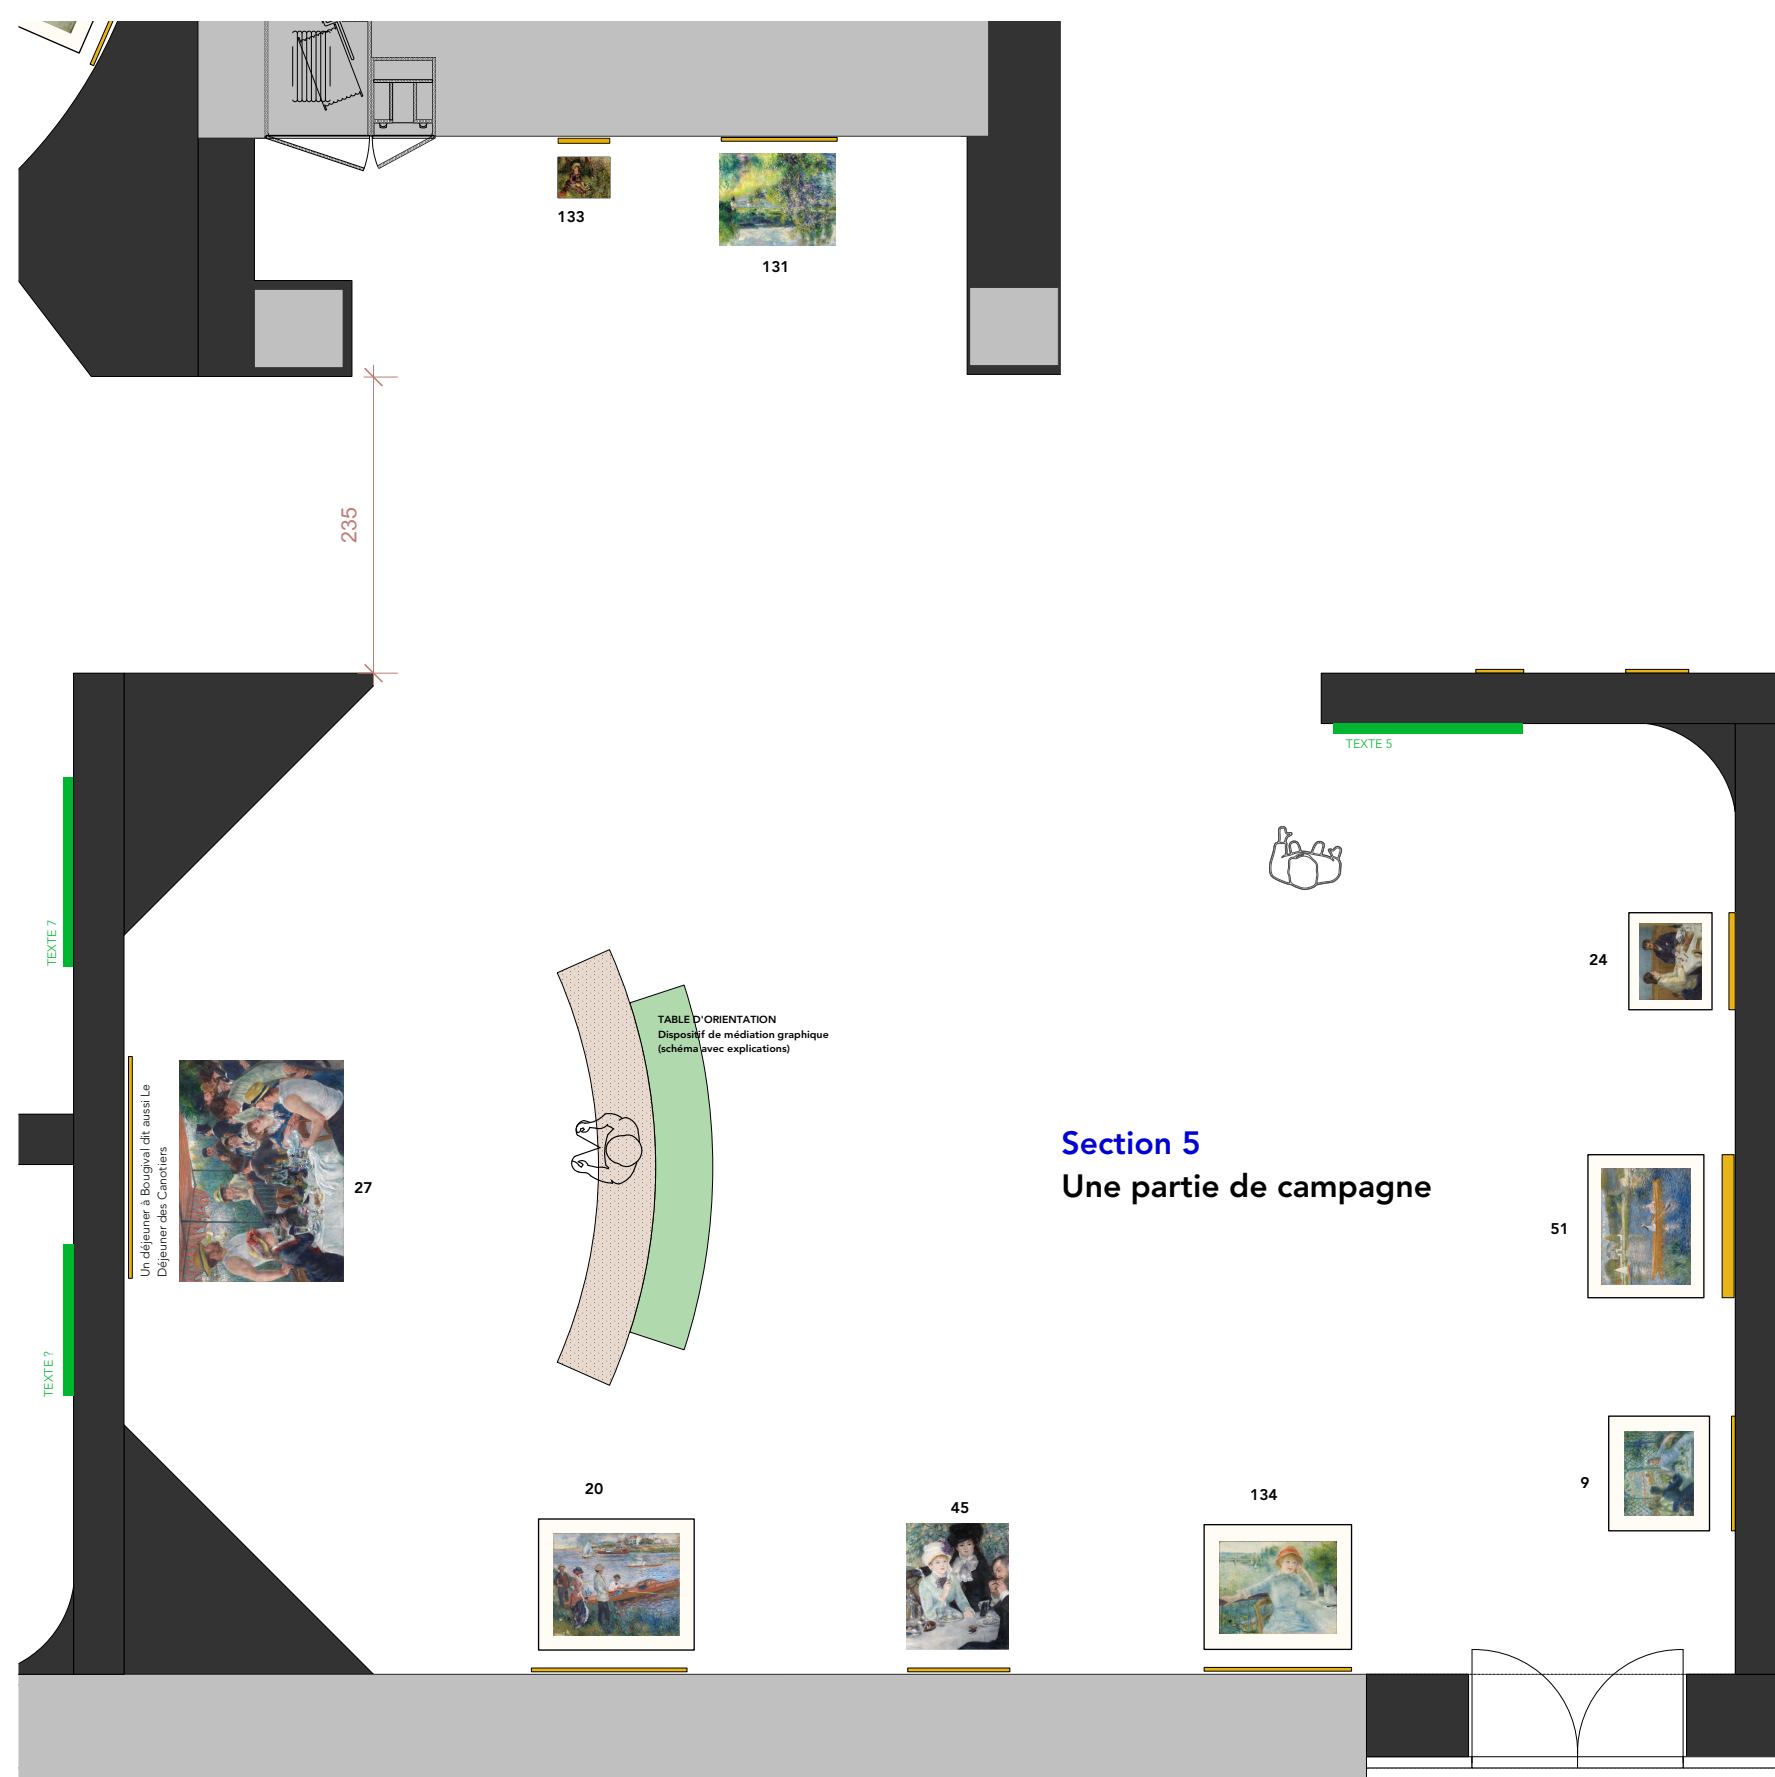 133
131
235
TEXTE 5
TEXTE 7
24
TABLE D'ORIENTATION
Dispositif de médiation graphique
(schéma avec explications)
Un déjeuner à Bougival dit aussi Le
Déjeuner des Canotiers
27
Section 5
Une partie de campagne
51
TEXTE ?
20
45
134
9